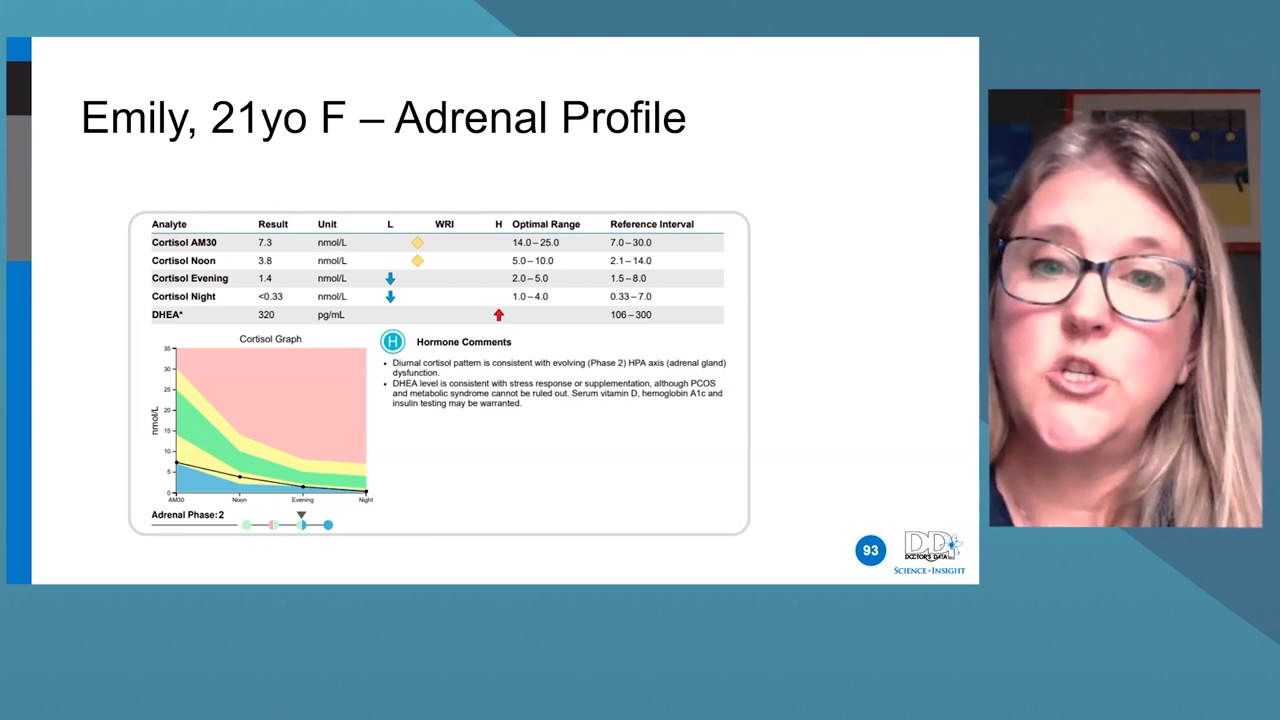 Emily, 21yo F – Adrenal Profile
Analyte Result Unit L WRI H Optimal Range Reference Interval
Cortisol AM30 7.3 nmol/L 14.0–25.0 7.0–30.0
Cortisol Noon 3.8 nmol/L 5.0–10.0 2.1–14.0
Cortisol Evening 1.4 nmol/L 2.0–5.0 1.5–8.0
Cortisol Night <0.33 nmol/L 1.0–4.0 0.33–7.0
DHEA* 320 pg/mL 106–300
Cortisol Graph
35
30
25
20
15
10
5
0
nmol/L
AM30 Noon Evening Night
Adrenal Phase: 2
H Hormone Comments
• Diurnal cortisol pattern is consistent with evolving (Phase 2) HPA axis (adrenal gland)
dysfunction.
• DHEA level is consistent with stress response or supplementation, although PCOS
and metabolic syndrome cannot be ruled out. Serum vitamin D, hemoglobin A1c and
insulin testing may be warranted.
93
DDI
DOCTOR'S DATA INC
SCIENCE + INSIGHT